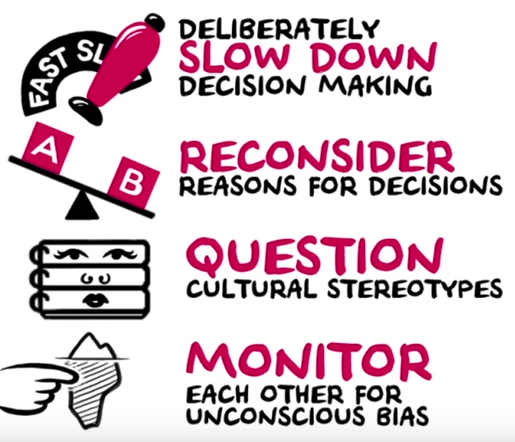 FAST SL
DELIBERATELY
SLOW DOWN
DECISION MAKING
A
B
RECONSIDER
REASONS FOR DECISIONS
QUESTION
CULTURAL STEREOTYPES
MONITOR
EACH OTHER FOR
UNCONSCIOUS BIAS